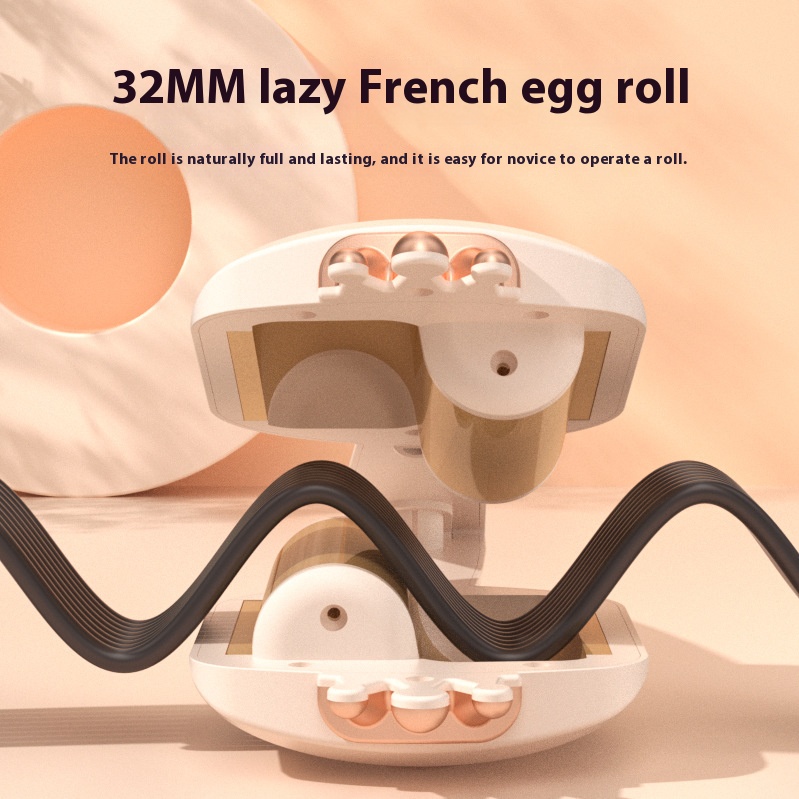 32MM lazy French egg roll
The roll is naturally full and lasting, and it is easy for novice to operate a roll.